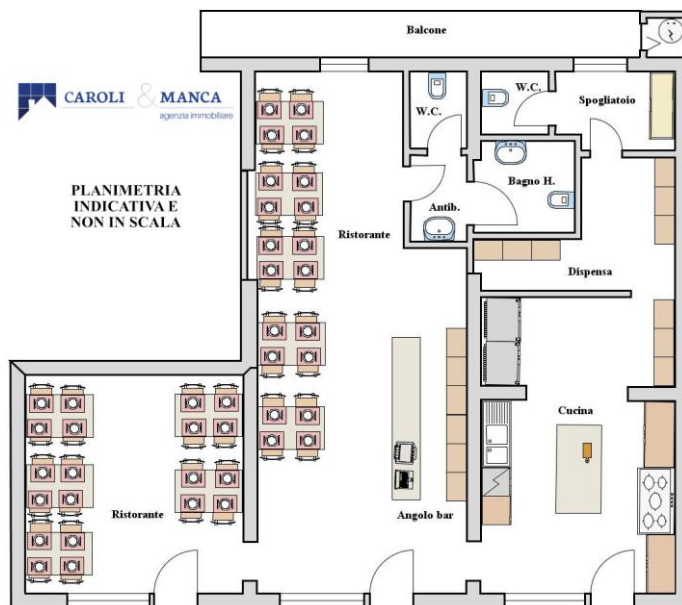 Balcone
CAROLI & MANCA
agenzia immobiliare
W.C.
W.C.
Spogliatoio
PLANIMETRIA
INDICATIVA E
NON IN SCALA
Bagno H.
Antib.
Ristorante
Dispensa
Cucina
Ristorante
Angolo bar